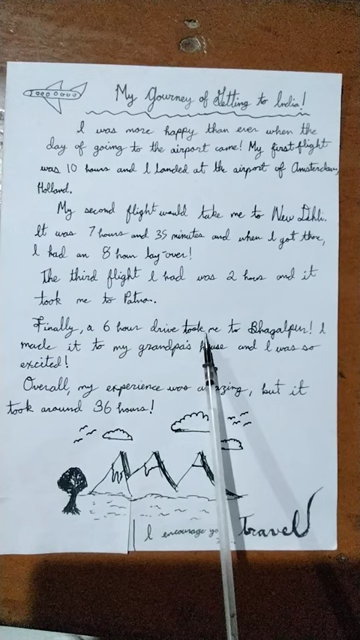 My Journey of Getting to India!
I was more happy than ever when the
day of going to the airport came! My first flight
was 10 hours and I landed at the airport of Amsterdam,
Holland.
My second flight would take me to New Dehli.
It was 7 hours and 35 minutes and when I got there,
I had an 8 hour lay-over!
The third flight I had was 2 hours and it
took me to Patna.
Finally, a 6 hour drive took me to Bhagalpur! I
made it to my grandpa's house and I was so
excited!
Overall, my experience was amazing, but it
took around 36 hours!
I encourage you
travel